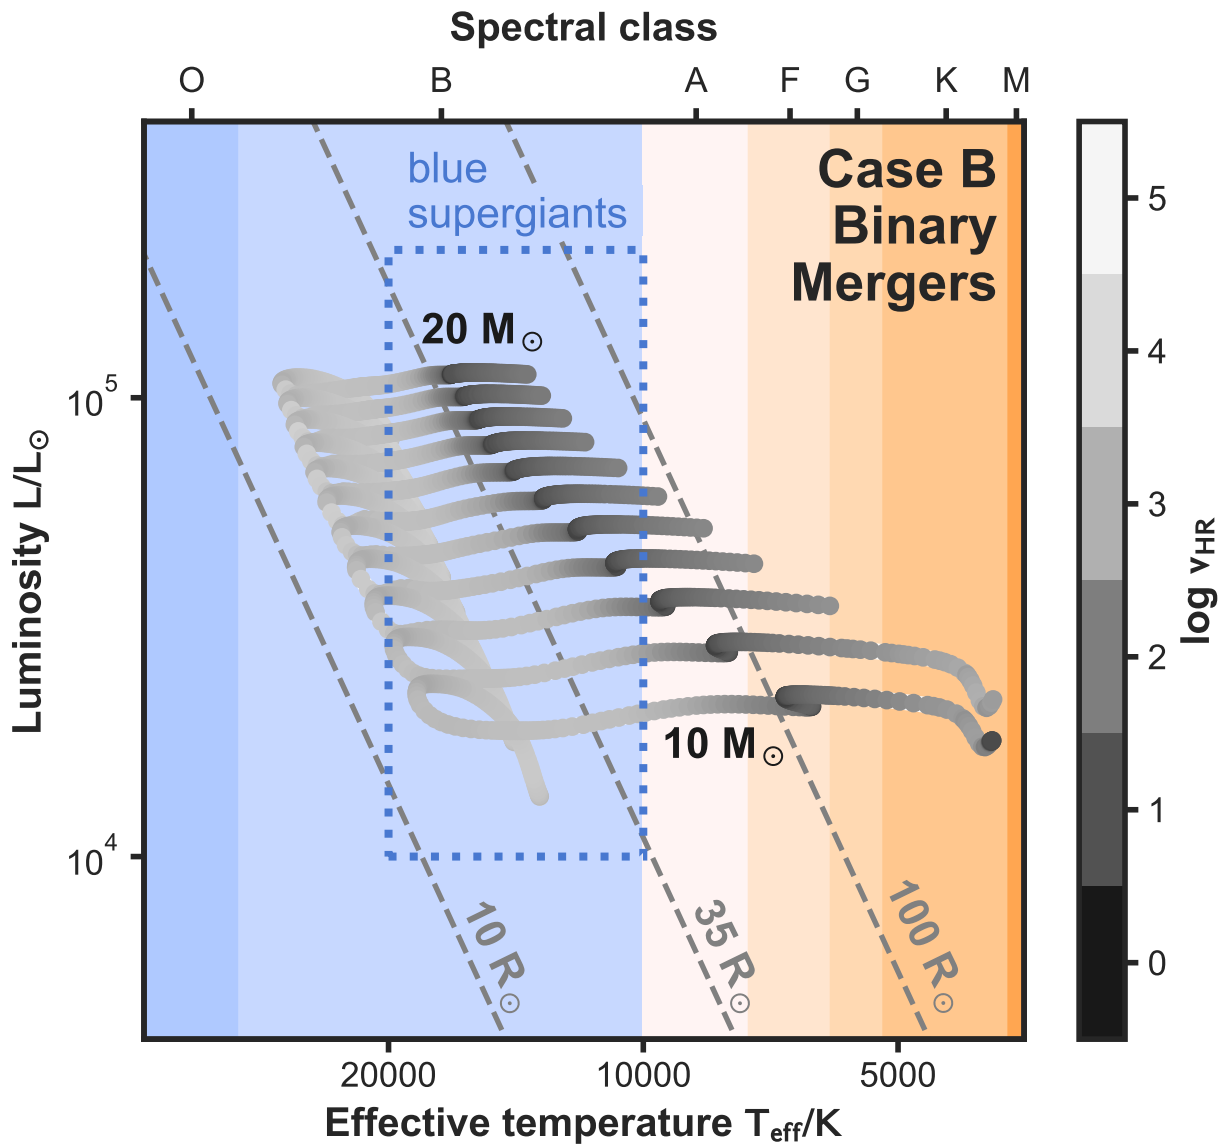 Spectral class
O B A F G K M
blue
supergiants
Case B
Binary
Mergers
20 M⊙
10 M⊙
10 R⊙
35 R⊙
100 R⊙
10⁵
10⁴
Luminosity L/L⊙
20000 10000 5000
Effective temperature Teff/K
5
4
3
2
1
0
log vHR